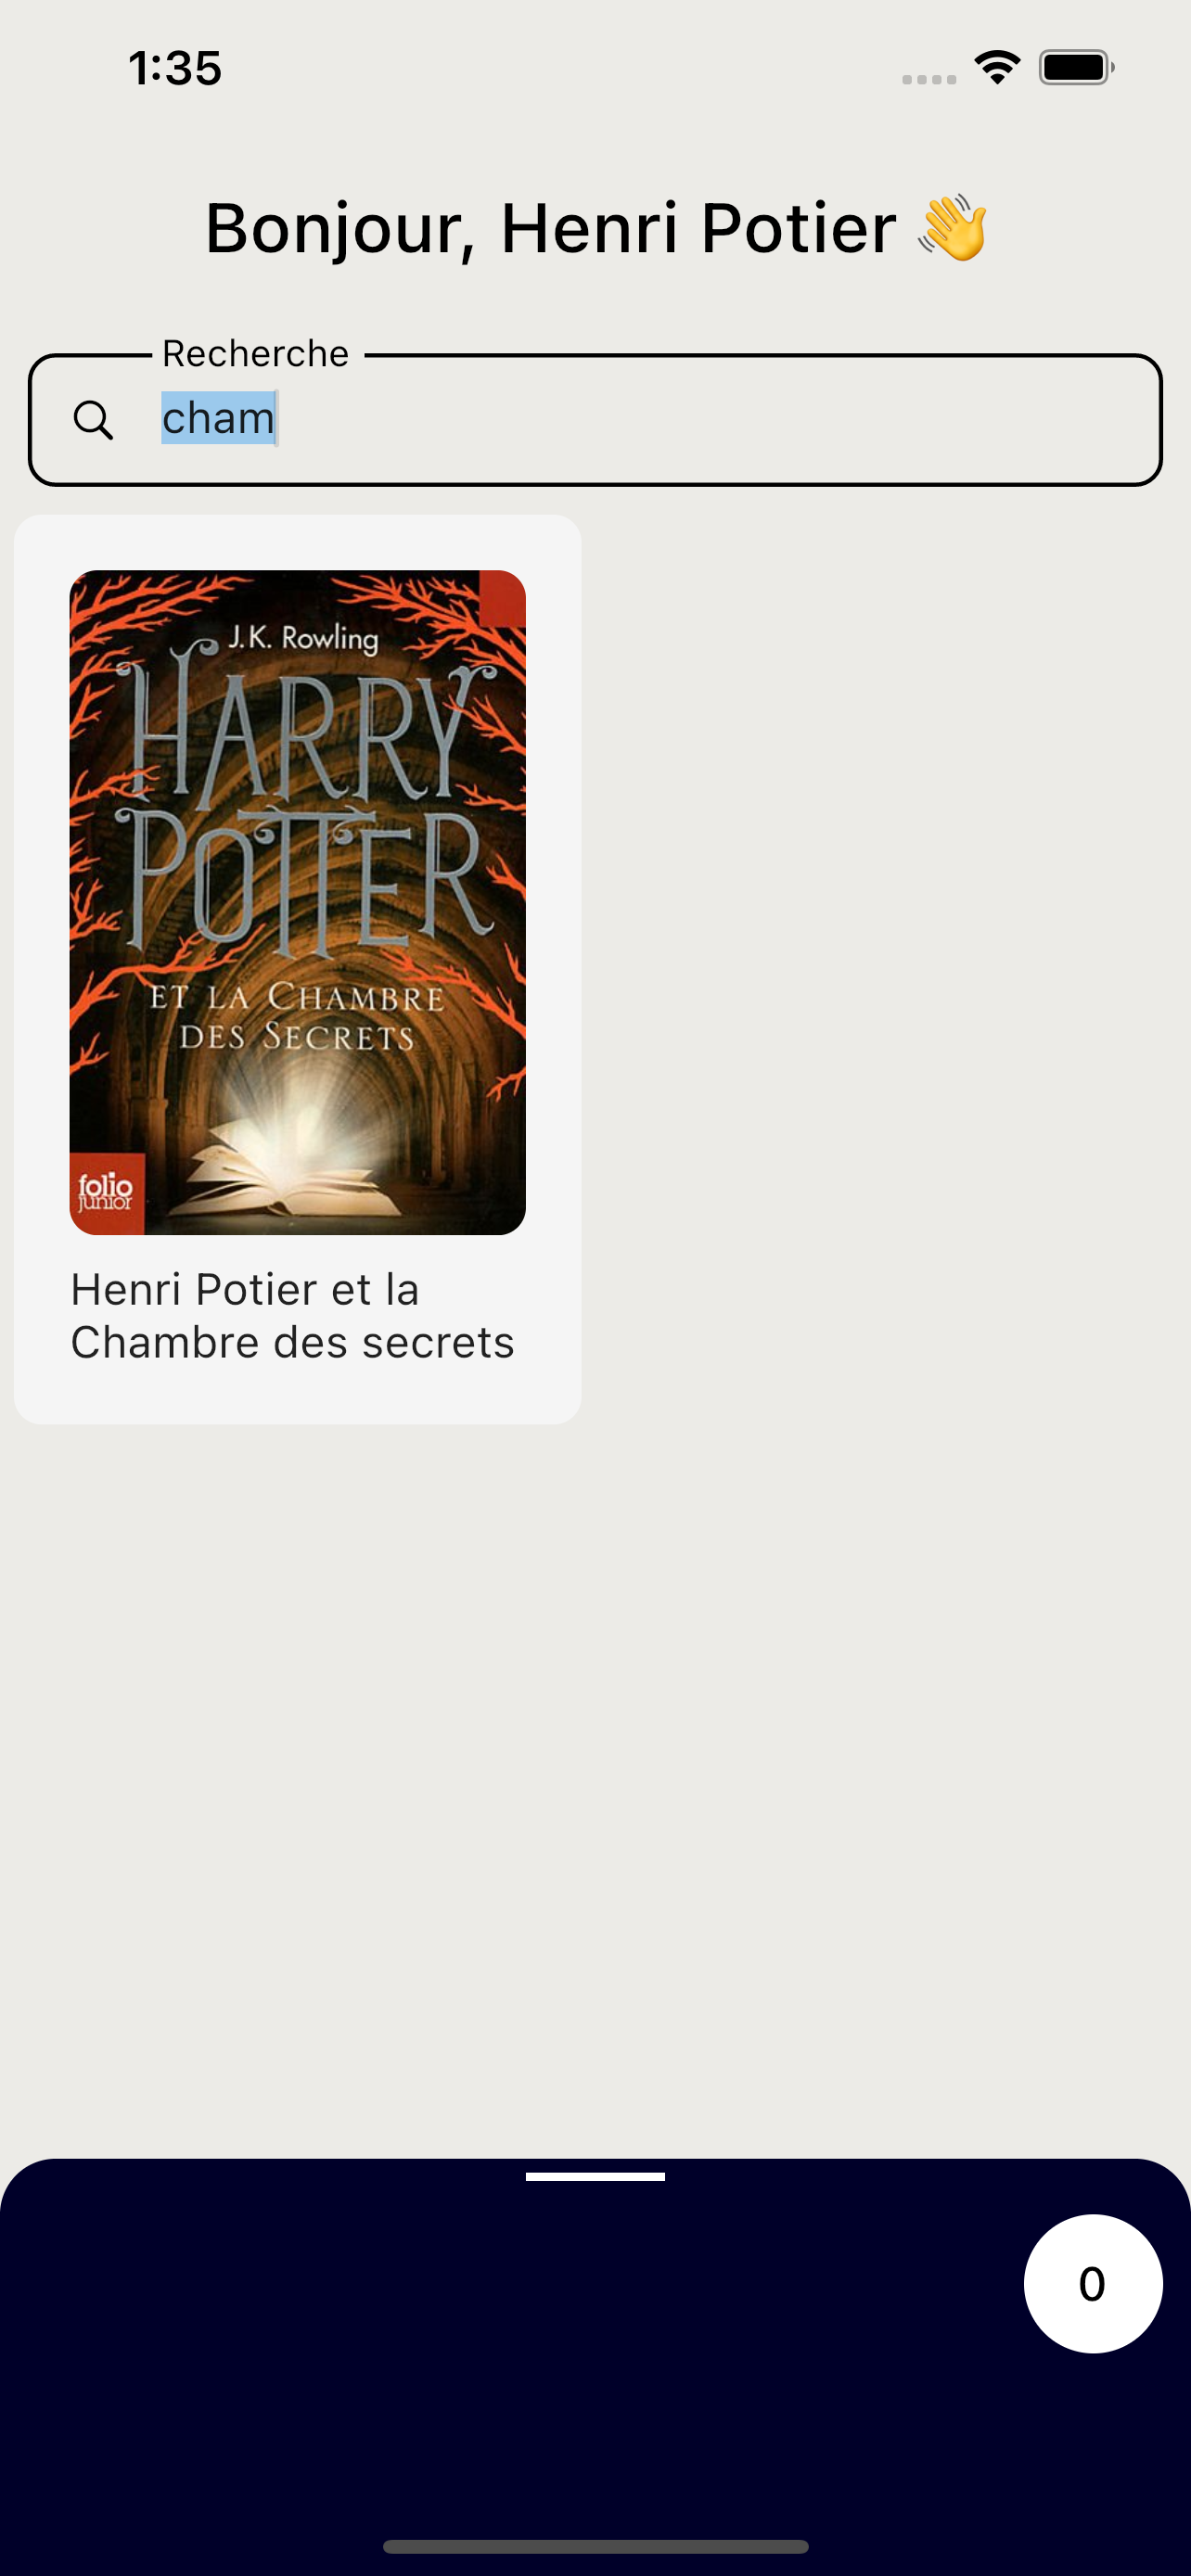 1:35
Bonjour, Henri Potier 👋
Recherche
cham
J.K. Rowling
HARRY
POTTER
ET LA CHAMBRE
DES SECRETS
folio
junior
Henri Potier et la
Chambre des secrets
0